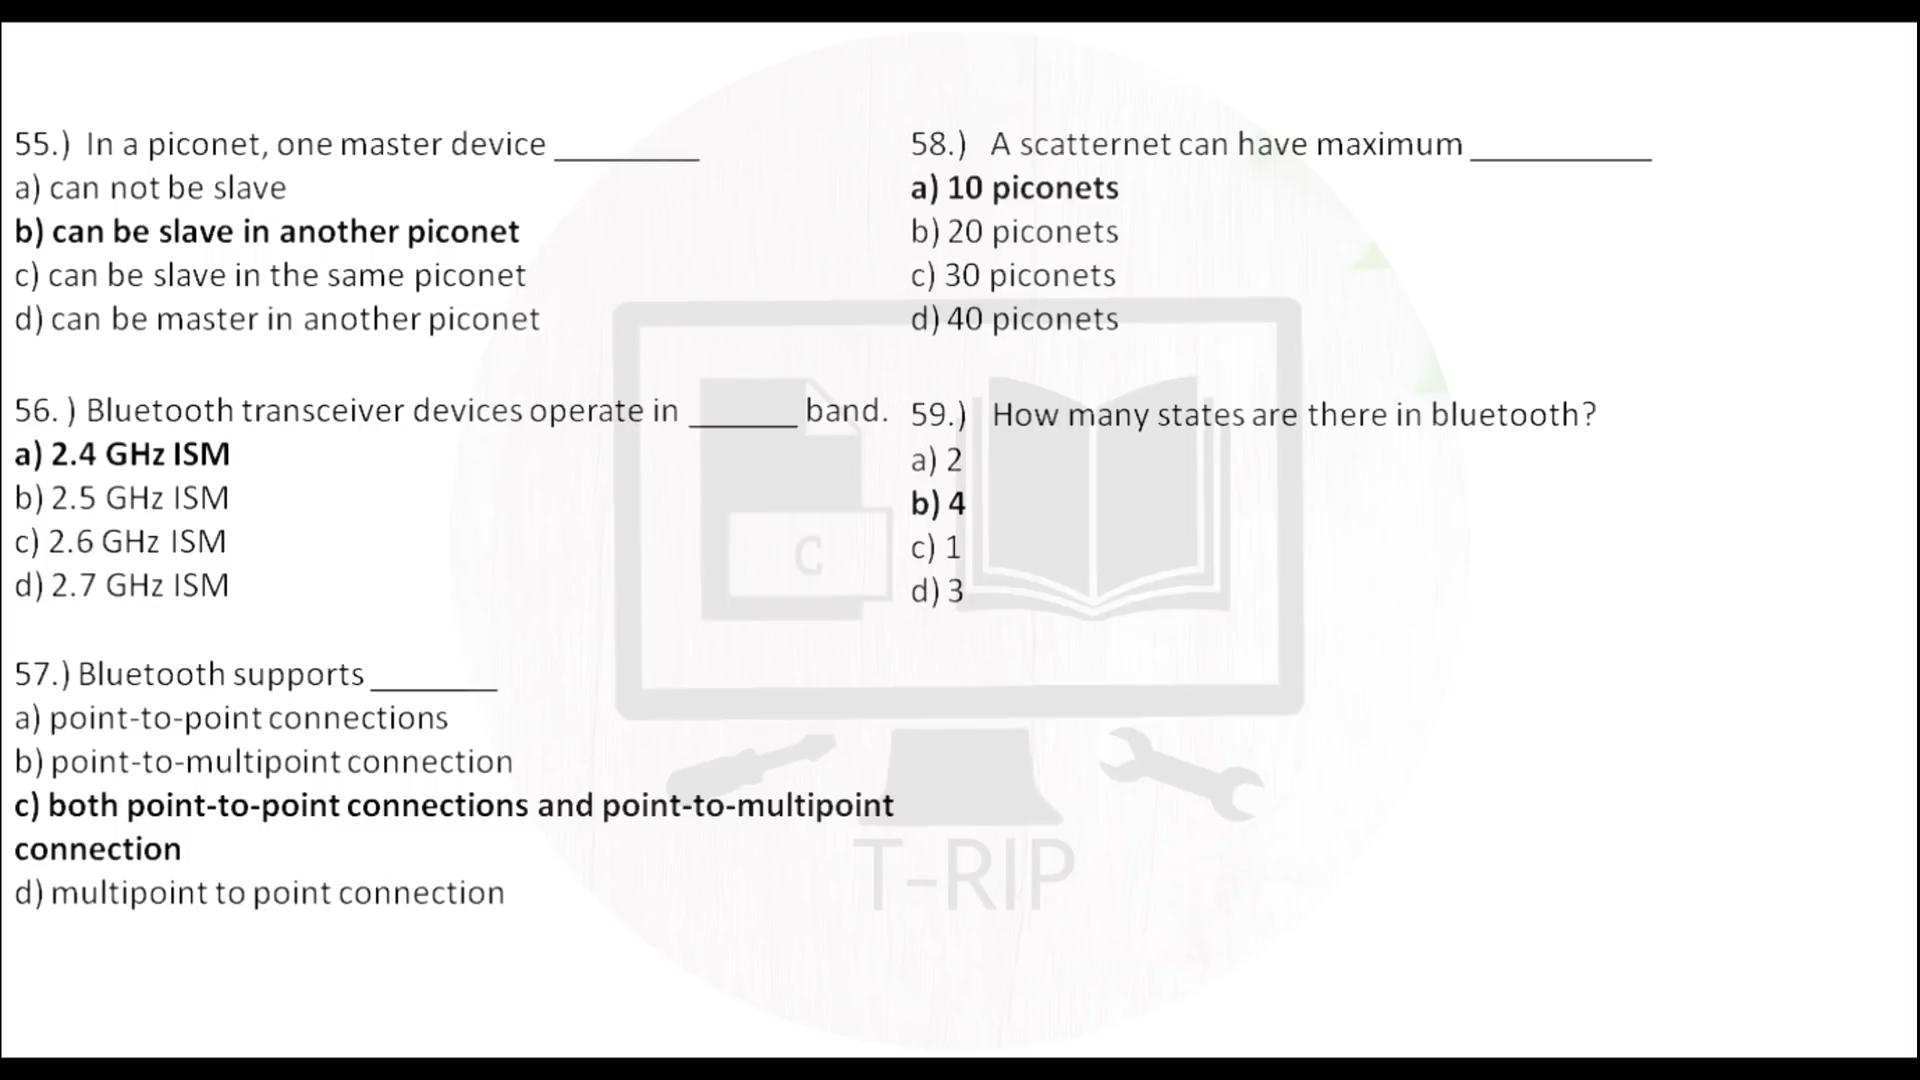 55.) In a piconet, one master device ________
a) can not be slave
b) can be slave in another piconet
c) can be slave in the same piconet
d) can be master in another piconet
56. ) Bluetooth transceiver devices operate in ______ band.
a) 2.4 GHz ISM
b) 2.5 GHz ISM
c) 2.6 GHz ISM
d) 2.7 GHz ISM
57.) Bluetooth supports _______
a) point-to-point connections
b) point-to-multipoint connection
c) both point-to-point connections and point-to-multipoint
connection
d) multipoint to point connection
58.) A scatternet can have maximum __________
a) 10 piconets
b) 20 piconets
c) 30 piconets
d) 40 piconets
59.) How many states are there in bluetooth?
a) 2
b) 4
c) 1
d) 3
C
T-RIP